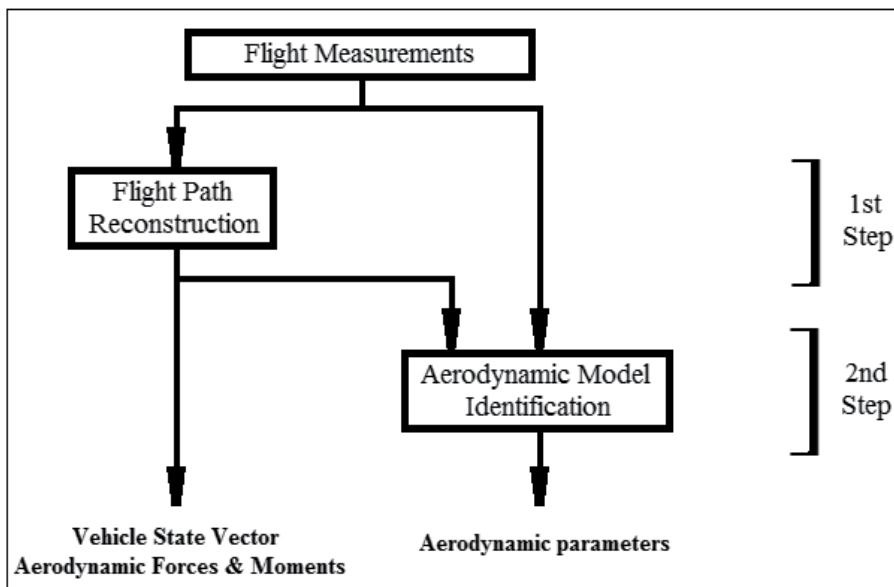 Flight Measurements
Flight Path
Reconstruction
1st
Step
Aerodynamic Model
Identification
2nd
Step
Vehicle State Vector
Aerodynamic Forces & Moments
Aerodynamic parameters